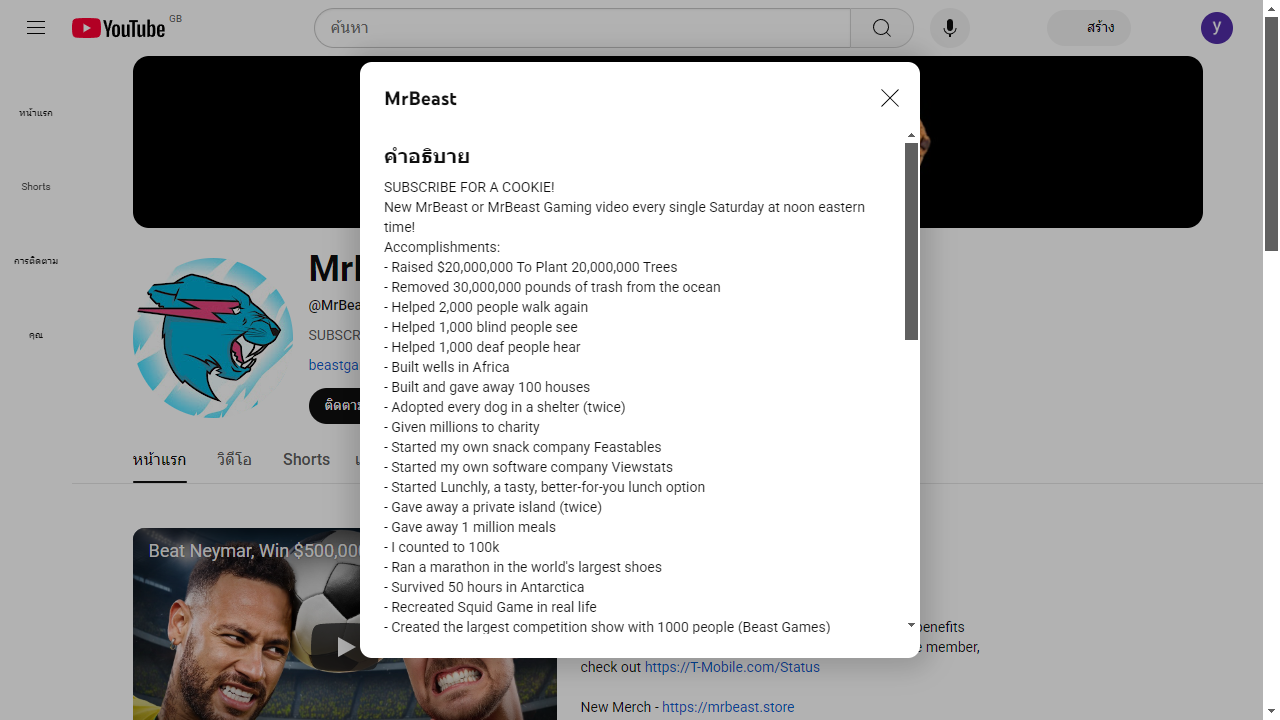 YouTube GB
ค้นหา
สร้าง
y
หน้าแรก
Shorts
การติดตาม
คุณ
MrBeast
คำอธิบาย
SUBSCRIBE FOR A COOKIE!
New MrBeast or MrBeast Gaming video every single Saturday at noon eastern
time!
Accomplishments:
- Raised $20,000,000 To Plant 20,000,000 Trees
- Removed 30,000,000 pounds of trash from the ocean
- Helped 2,000 people walk again
- Helped 1,000 blind people see
- Helped 1,000 deaf people hear
- Built wells in Africa
- Built and gave away 100 houses
- Adopted every dog in a shelter (twice)
- Given millions to charity
- Started my own snack company Feastables
- Started my own software company Viewstats
- Started Lunchly, a tasty, better-for-you lunch option
- Gave away a private island (twice)
- Gave away 1 million meals
- I counted to 100k
- Ran a marathon in the world's largest shoes
- Survived 50 hours in Antarctica
- Recreated Squid Game in real life
- Created the largest competition show with 1000 people (Beast Games)
@MrBea
SUBSCR
beastga
หน้าแรก
วิดีโอ
Shorts
Beat Neymar, Win $500,000
benefits
member,
check out https://T-Mobile.com/Status
New Merch - https://mrbeast.store